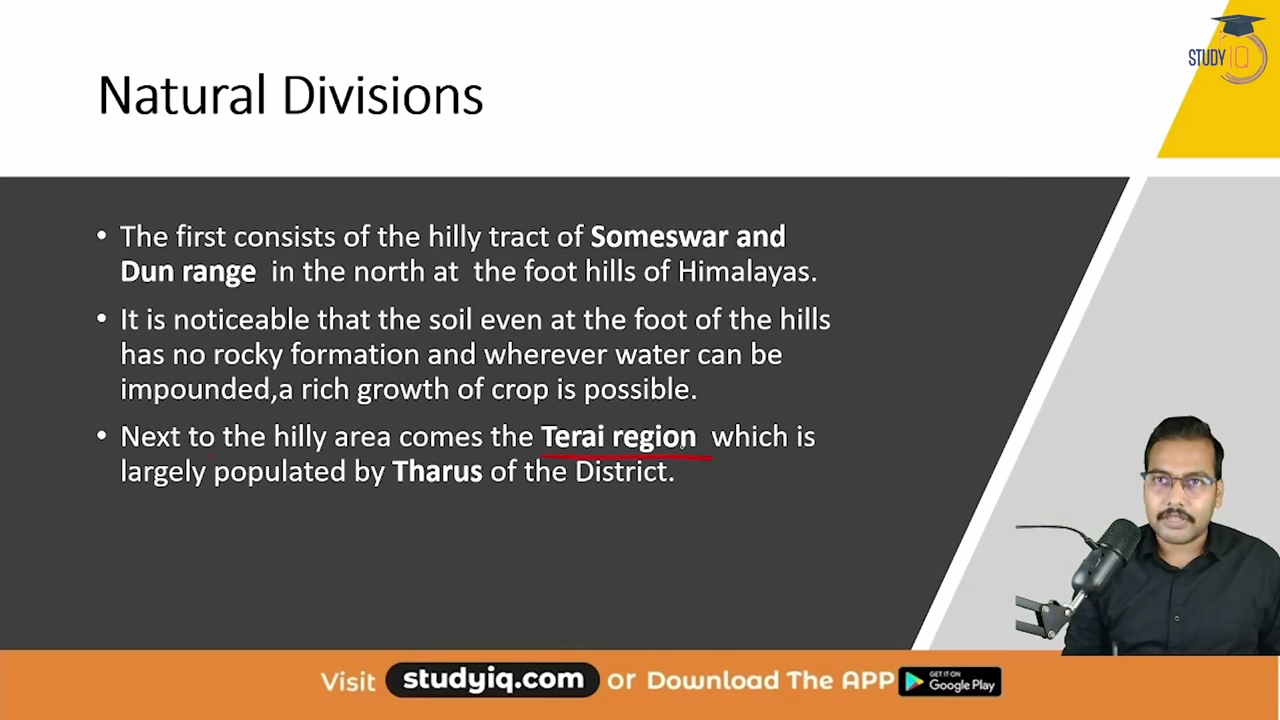 STUDY IQ
Natural Divisions
• The first consists of the hilly tract of Someswar and
Dun range in the north at the foot hills of Himalayas.
• It is noticeable that the soil even at the foot of the hills
has no rocky formation and wherever water can be
impounded,a rich growth of crop is possible.
• Next to the hilly area comes the Terai region which is
largely populated by Tharus of the District.
Visit studyiq.com or Download The APP GET IT ON Google Play